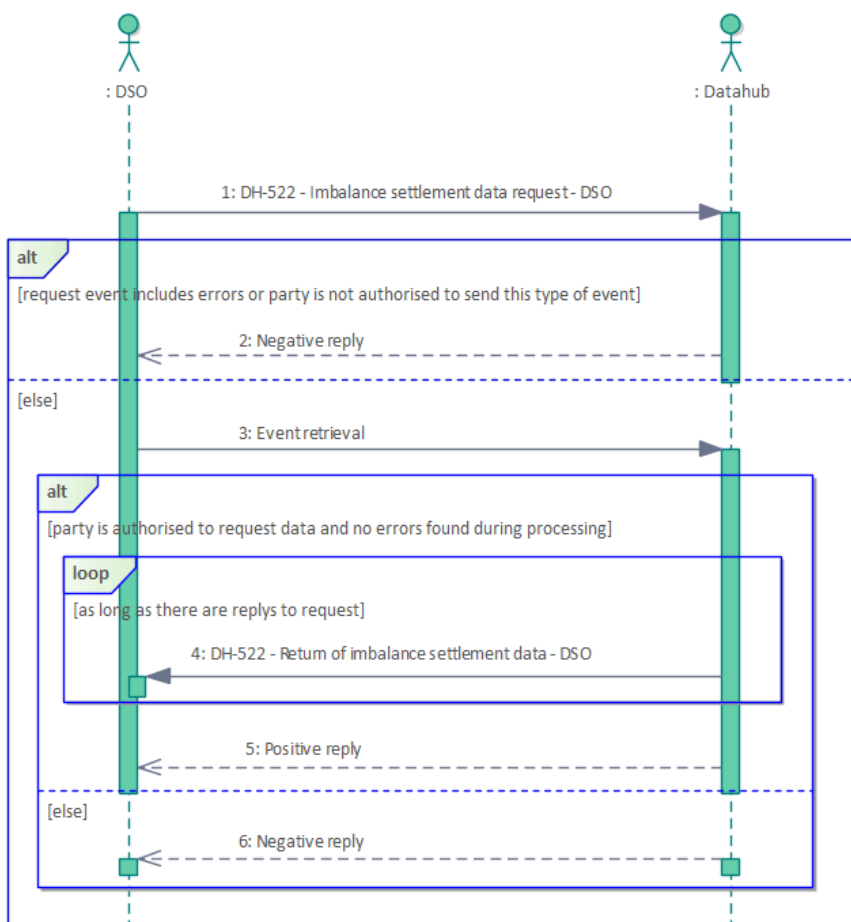 : DSO
: Datahub
1: DH-522 - Imbalance settlement data request - DSO
alt
[request event includes errors or party is not authorised to send this type of event]
2: Negative reply
[else]
3: Event retrieval
alt
[party is authorised to request data and no errors found during processing]
loop
[as long as there are replys to request]
4: DH-522 - Return of imbalance settlement data - DSO
5: Positive reply
[else]
6: Negative reply